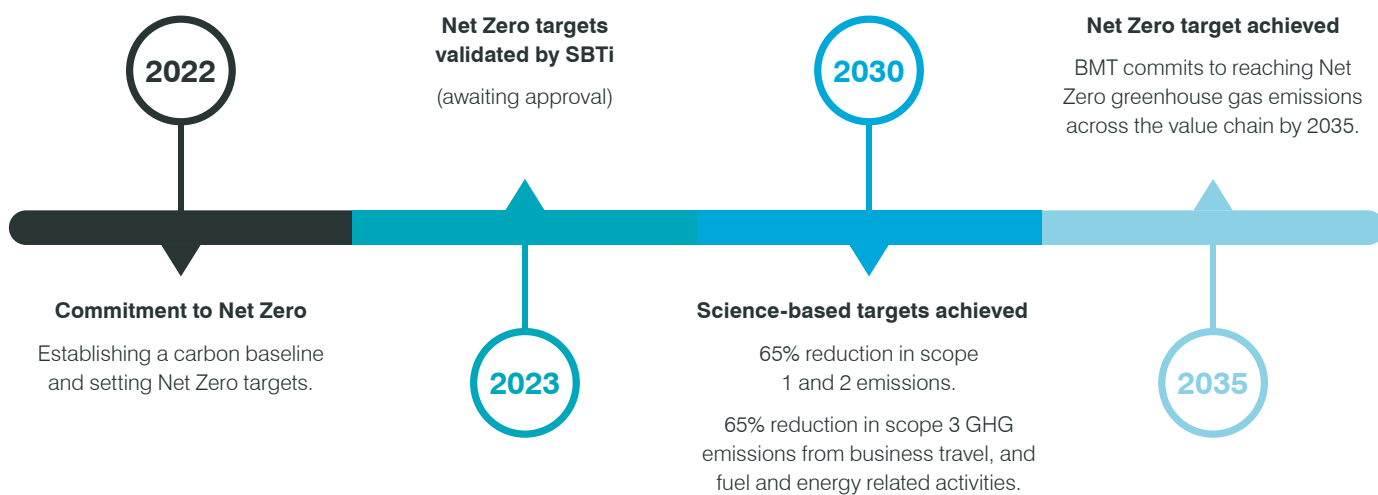 2022
Commitment to Net Zero
Establishing a carbon baseline
and setting Net Zero targets.
Net Zero targets
validated by SBTi
(awaiting approval)
2023
2030
Science-based targets achieved
65% reduction in scope
1 and 2 emissions.
65% reduction in scope 3 GHG
emissions from business travel, and
fuel and energy related activities.
Net Zero target achieved
BMT commits to reaching Net
Zero greenhouse gas emissions
across the value chain by 2035.
2035